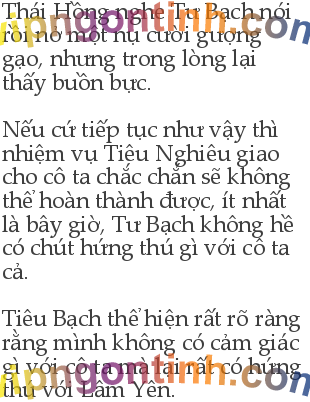 Thái Hồng nghe Tư Bạch nói
rồi nở một nụ cười gượng
gạo, nhưng trong lòng lại
thấy buồn bực.
Nếu cứ tiếp tục như vậy thì
nhiệm vụ Tiêu Nghiêu giao
cho cô ta chắc chắn sẽ không
thể hoàn thành được, ít nhất
là bây giờ, Tư Bạch không hề
có chút hứng thú gì với cô ta
cả.
Tiêu Bạch thể hiện rất rõ ràng
rằng mình không có cảm giác
gì với cô ta mà lại rất có hứng
thú với Lâm Yên.